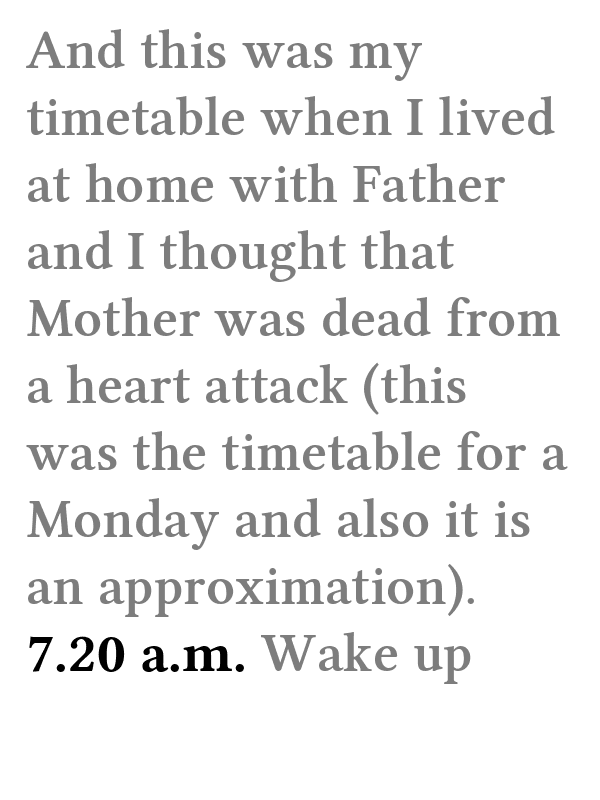 And this was my
timetable when I lived
at home with Father
and I thought that
Mother was dead from
a heart attack (this
was the timetable for a
Monday and also it is
an approximation).
7.20 a.m. Wake up